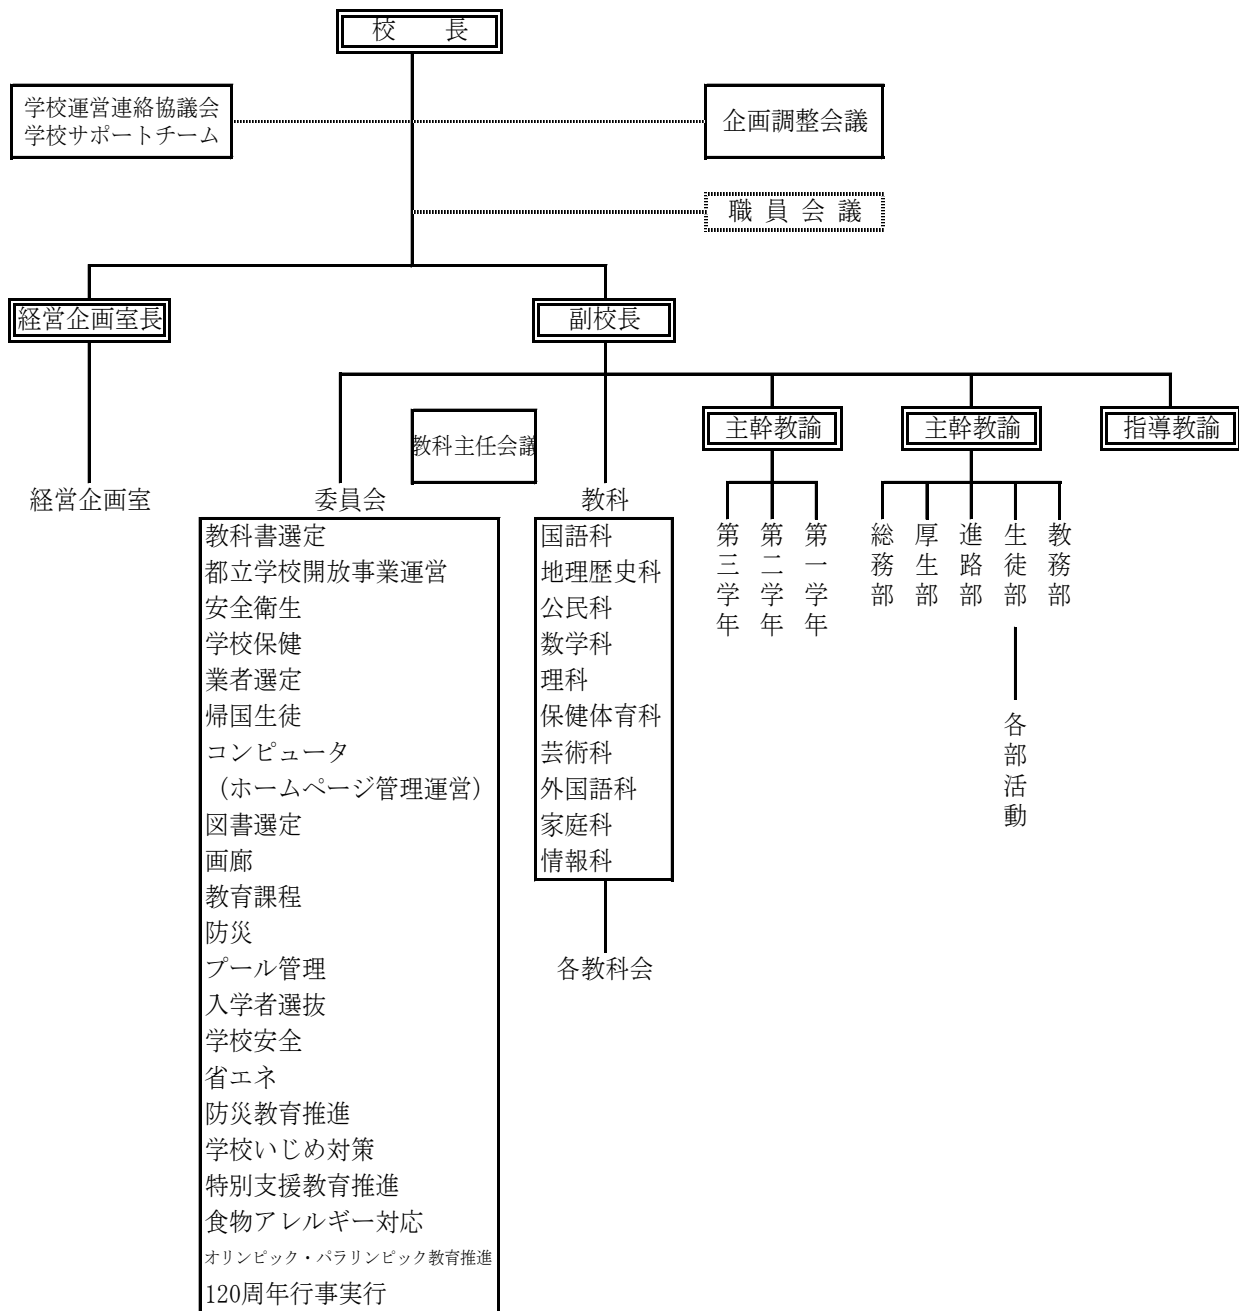 校　　長
学校運営連絡協議会
学校サポートチーム
企画調整会議
職 員 会 議
経営企画室長
副校長
主幹教諭
主幹教諭
指導教諭
教科主任会議
経営企画室
委員会
教科書選定
都立学校開放事業運営
安全衛生
学校保健
業者選定
帰国生徒
コンピュータ
（ホームページ管理運営）
図書選定
画廊
教育課程
防災
プール管理
入学者選抜
学校安全
省エネ
防災教育推進
学校いじめ対策
特別支援教育推進
食物アレルギー対応
オリンピック・パラリンピック教育推進
120周年行事実行
教科
国語科
地理歴史科
公民科
数学科
理科
保健体育科
芸術科
外国語科
家庭科
情報科
各教科会
第三学年
第二学年
第一学年
総務部
厚生部
進路部
生徒部
教務部
各部活動